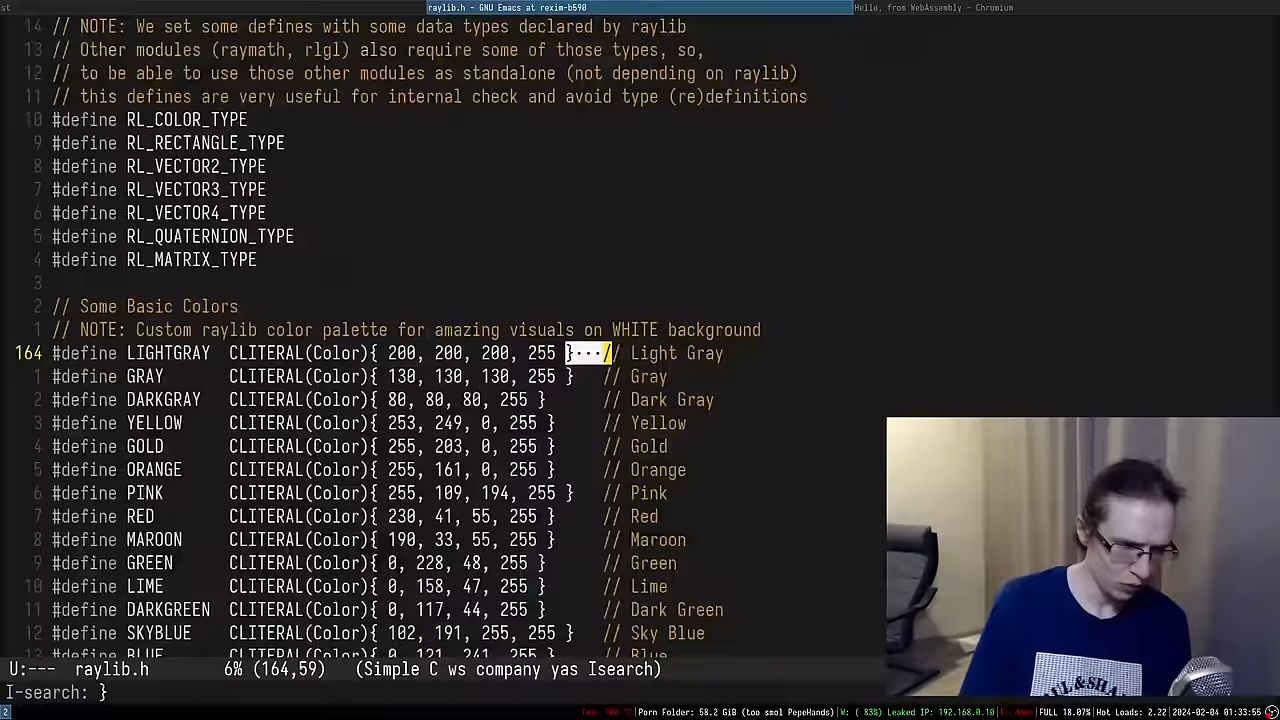 st raylib.h - GNU Emacs at rexim-b590 Hello, from WebAssembly - Chromium
14 // NOTE: We set some defines with some data types declared by raylib
13 // Other modules (raymath, rlgl) also require some of those types, so,
12 // to be able to use those other modules as standalone (not depending on raylib)
11 // this defines are very useful for internal check and avoid type (re)definitions
10 #define RL_COLOR_TYPE
9 #define RL_RECTANGLE_TYPE
8 #define RL_VECTOR2_TYPE
7 #define RL_VECTOR3_TYPE
6 #define RL_VECTOR4_TYPE
5 #define RL_QUATERNION_TYPE
4 #define RL_MATRIX_TYPE
3
2 // Some Basic Colors
1 // NOTE: Custom raylib color palette for amazing visuals on WHITE background
164 #define LIGHTGRAY  CLITERAL(Color){ 200, 200, 200, 255 }···// Light Gray
1 #define GRAY       CLITERAL(Color){ 130, 130, 130, 255 }   // Gray
2 #define DARKGRAY   CLITERAL(Color){ 80, 80, 80, 255 }      // Dark Gray
3 #define YELLOW     CLITERAL(Color){ 253, 249, 0, 255 }     // Yellow
4 #define GOLD       CLITERAL(Color){ 255, 203, 0, 255 }     // Gold
5 #define ORANGE     CLITERAL(Color){ 255, 161, 0, 255 }     // Orange
6 #define PINK       CLITERAL(Color){ 255, 109, 194, 255 }   // Pink
7 #define RED        CLITERAL(Color){ 230, 41, 55, 255 }     // Red
8 #define MAROON     CLITERAL(Color){ 190, 33, 55, 255 }     // Maroon
9 #define GREEN      CLITERAL(Color){ 0, 228, 48, 255 }      // Green
10 #define LIME       CLITERAL(Color){ 0, 158, 47, 255 }      // Lime
11 #define DARKGREEN  CLITERAL(Color){ 0, 117, 44, 255 }      // Dark Green
12 #define SKYBLUE    CLITERAL(Color){ 102, 191, 255, 255 }   // Sky Blue
13 #define BLUE       CLITERAL(Color){ 0, 121, 241, 255 }     // Blue
U:---  raylib.h        6% (164,59)   (Simple C ws company yas Isearch)
I-search: }
2 Porn Folder: 58.2 GiB (too smol PepeHands) W: ( 83%) Leaked IP: 192.168.0.10 FULL 18.07% Hot Loads: 2.22 2024-02-04 01:33:55